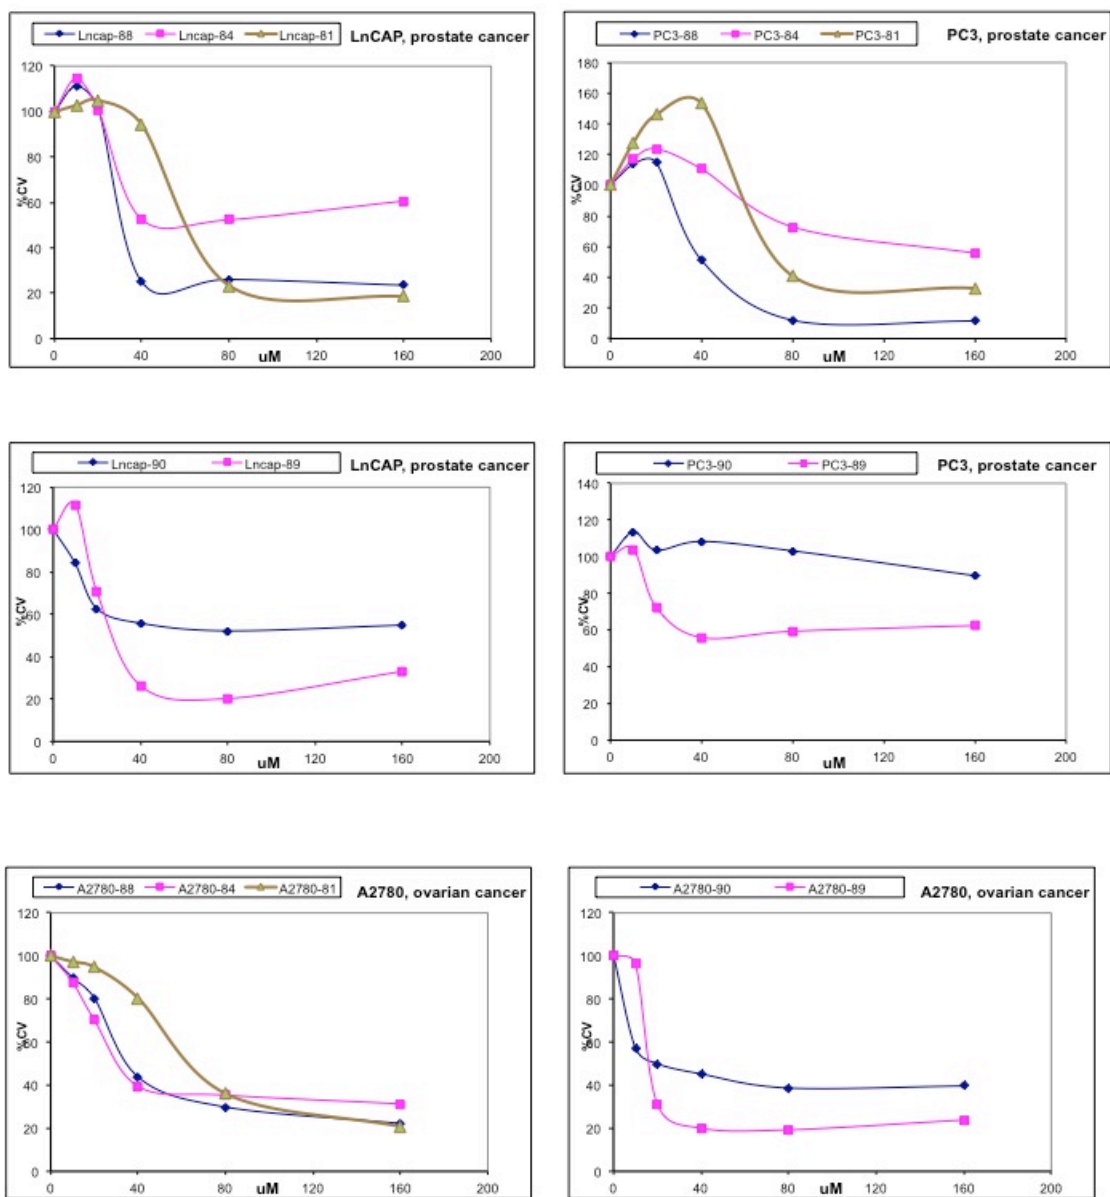 Lncap-88 Lncap-84 Lncap-81 LnCAP, prostate cancer
120
100
80
60
40
20
0
%CV
0 40 80 120 160 200
uM
PC3-88 PC3-84 PC3-81 PC3, prostate cancer
180
160
140
120
100
80
60
40
20
0
%CV
0 40 80 120 160 200
uM
Lncap-90 Lncap-89 LnCAP, prostate cancer
120
100
80
60
40
20
0
%CV
0 40 80 120 160 200
uM
PC3-90 PC3-89 PC3, prostate cancer
140
120
100
80
60
40
20
0
%CV
0 40 80 120 160 200
uM
A2780-88 A2780-84 A2780-81 A2780, ovarian cancer
120
100
80
60
40
20
0
%CV
0 40 80 120 160 200
uM
A2780-90 A2780-89 A2780, ovarian cancer
120
100
80
60
40
20
0
%CV
0 40 80 120 160 200
uM